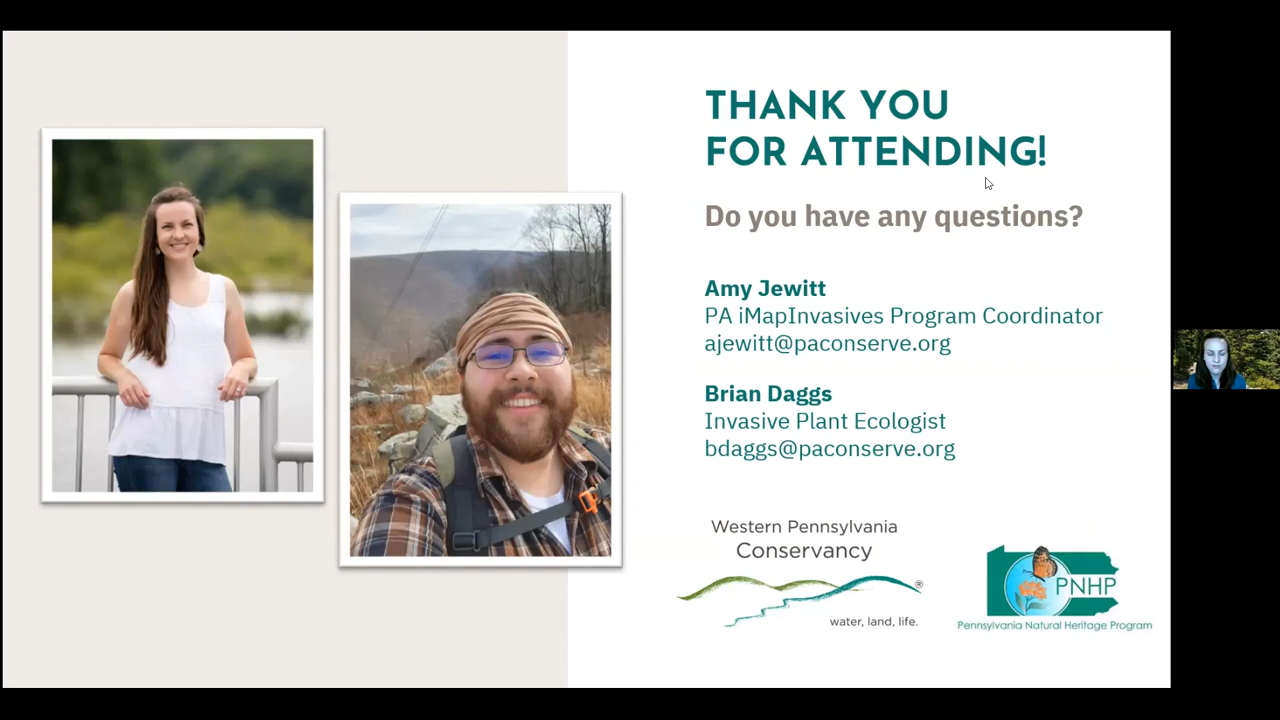 THANK YOU
FOR ATTENDING!
Do you have any questions?
Amy Jewitt
PA iMapInvasives Program Coordinator
ajewitt@paconserve.org
Brian Daggs
Invasive Plant Ecologist
bdaggs@paconserve.org
Western Pennsylvania
Conservancy
®
water, land, life.
PNHP
Pennsylvania Natural Heritage Program